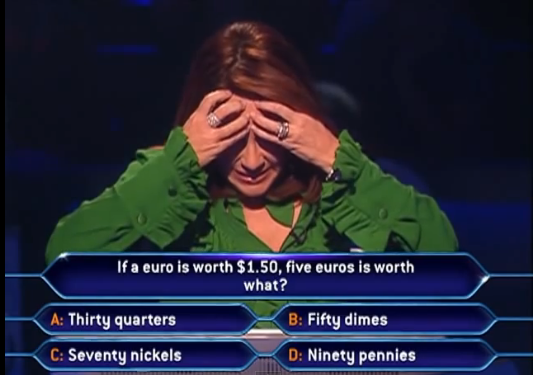 If a euro is worth $1.50, five euros is worth
what?
A: Thirty quarters
B: Fifty dimes
C: Seventy nickels
D: Ninety pennies